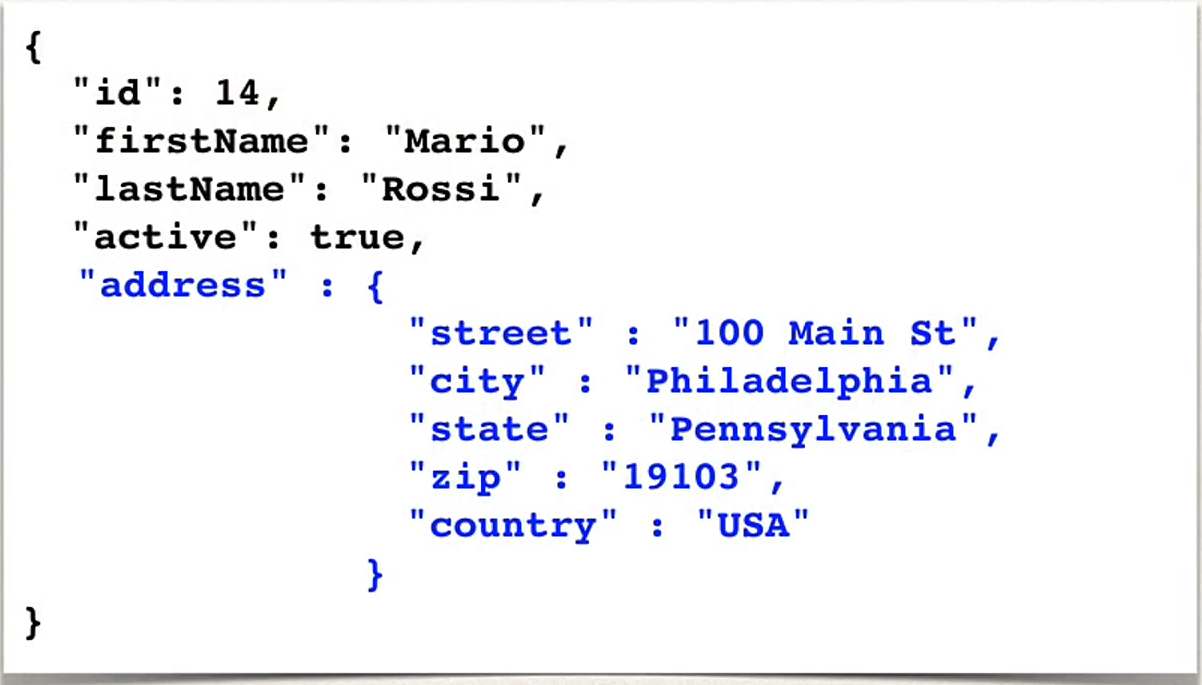 {
"id": 14,
"firstName": "Mario",
"lastName": "Rossi",
"active": true,
"address" : {
"street" : "100 Main St",
"city" : "Philadelphia",
"state" : "Pennsylvania",
"zip" : "19103",
"country" : "USA"
}
}